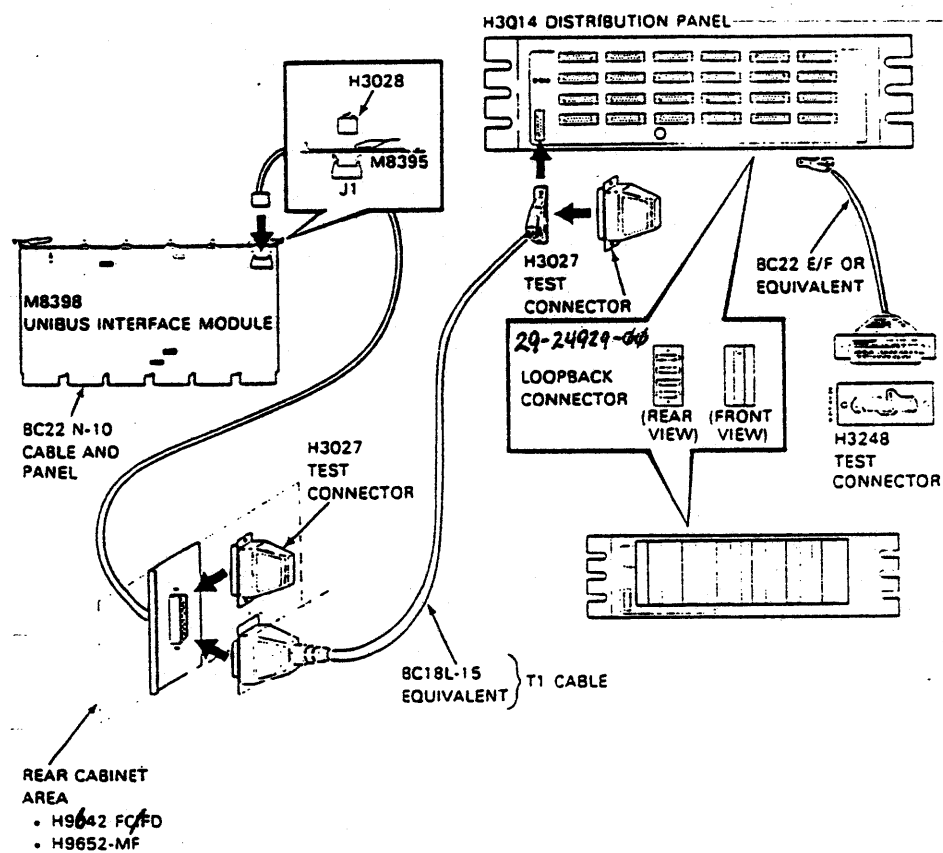 H3014 DISTRIBUTION PANEL
H3028
M8395
J1
M8398
UNIBUS INTERFACE MODULE
H3027
TEST
CONNECTOR
BC22 E/F OR
EQUIVALENT
29-24929-00
LOOPBACK
CONNECTOR
(REAR
VIEW)
(FRONT
VIEW)
H3248
TEST
CONNECTOR
BC22 N-10
CABLE AND
PANEL
H3027
TEST
CONNECTOR
BC18L-15
EQUIVALENT
T1 CABLE
REAR CABINET
AREA
• H9642 FC/FD
• H9652-MF